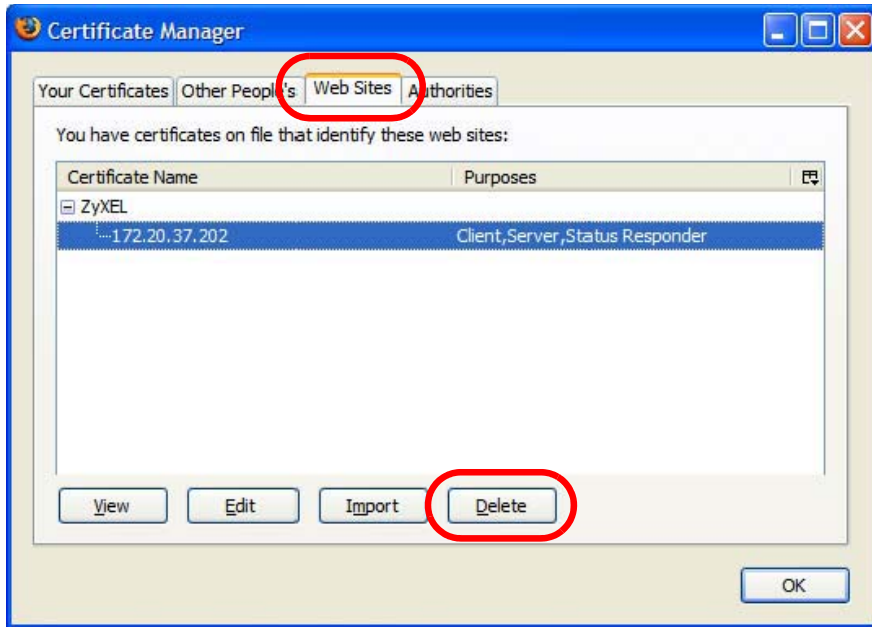 Certificate Manager
Your Certificates Other People's Web Sites Authorities
You have certificates on file that identify these web sites:
Certificate Name Purposes
ZyXEL
172.20.37.202 Client,Server,Status Responder
View Edit Import Delete
OK